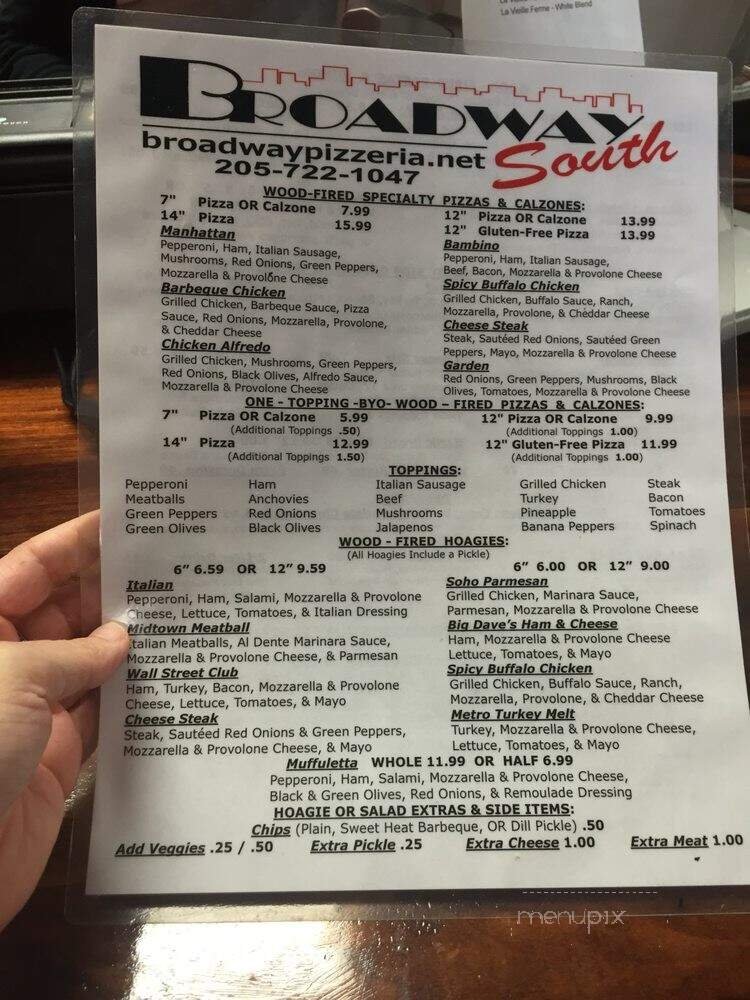 La Vieille Ferme - White Blend
BROADWAY
South
broadwaypizzeria.net
205-722-1047
WOOD-FIRED SPECIALTY PIZZAS & CALZONES:
7" Pizza OR Calzone 7.99
14" Pizza 15.99
12" Pizza OR Calzone 13.99
12" Gluten-Free Pizza 13.99
Manhattan
Pepperoni, Ham, Italian Sausage,
Mushrooms, Red Onions, Green Peppers,
Mozzarella & Provolone Cheese
Barbeque Chicken
Grilled Chicken, Barbeque Sauce, Pizza
Sauce, Red Onions, Mozzarella, Provolone,
& Cheddar Cheese
Chicken Alfredo
Grilled Chicken, Mushrooms, Green Peppers,
Red Onions, Black Olives, Alfredo Sauce,
Mozzarella & Provolone Cheese
Bambino
Pepperoni, Ham, Italian Sausage,
Beef, Bacon, Mozzarella & Provolone Cheese
Spicy Buffalo Chicken
Grilled Chicken, Buffalo Sauce, Ranch,
Mozzarella, Provolone, & Cheddar Cheese
Cheese Steak
Steak, Sautéed Red Onions, Sautéed Green
Peppers, Mayo, Mozzarella & Provolone Cheese
Garden
Red Onions, Green Peppers, Mushrooms, Black
Olives, Tomatoes, Mozzarella & Provolone Cheese
ONE - TOPPING -BYO- WOOD – FIRED PIZZAS & CALZONES:
7" Pizza OR Calzone 5.99
(Additional Toppings .50)
14" Pizza 12.99
(Additional Toppings 1.50)
12" Pizza OR Calzone 9.99
(Additional Toppings 1.00)
12" Gluten-Free Pizza 11.99
(Additional Toppings 1.00)
TOPPINGS:
Pepperoni Ham Italian Sausage Grilled Chicken Steak
Meatballs Anchovies Beef Turkey Bacon
Green Peppers Red Onions Mushrooms Pineapple Tomatoes
Green Olives Black Olives Jalapenos Banana Peppers Spinach
WOOD - FIRED HOAGIES:
(All Hoagies Include a Pickle)
6" 6.59 OR 12" 9.59
6" 6.00 OR 12" 9.00
Italian
Pepperoni, Ham, Salami, Mozzarella & Provolone
Cheese, Lettuce, Tomatoes, & Italian Dressing
Midtown Meatball
Italian Meatballs, Al Dente Marinara Sauce,
Mozzarella & Provolone Cheese, & Parmesan
Wall Street Club
Ham, Turkey, Bacon, Mozzarella & Provolone
Cheese, Lettuce, Tomatoes, & Mayo
Cheese Steak
Steak, Sautéed Red Onions & Green Peppers,
Mozzarella & Provolone Cheese, & Mayo
Soho Parmesan
Grilled Chicken, Marinara Sauce,
Parmesan, Mozzarella & Provolone Cheese
Big Dave's Ham & Cheese
Ham, Mozzarella & Provolone Cheese
Lettuce, Tomatoes, & Mayo
Spicy Buffalo Chicken
Grilled Chicken, Buffalo Sauce, Ranch,
Mozzarella, Provolone, & Cheddar Cheese
Metro Turkey Melt
Turkey, Mozzarella & Provolone Cheese,
Lettuce, Tomatoes, & Mayo
Muffuletta WHOLE 11.99 OR HALF 6.99
Pepperoni, Ham, Salami, Mozzarella & Provolone Cheese,
Black & Green Olives, Red Onions, & Remoulade Dressing
HOAGIE OR SALAD EXTRAS & SIDE ITEMS:
Chips (Plain, Sweet Heat Barbeque, OR Dill Pickle) .50
Add Veggies .25 / .50 Extra Pickle .25 Extra Cheese 1.00 Extra Meat 1.00
menupix